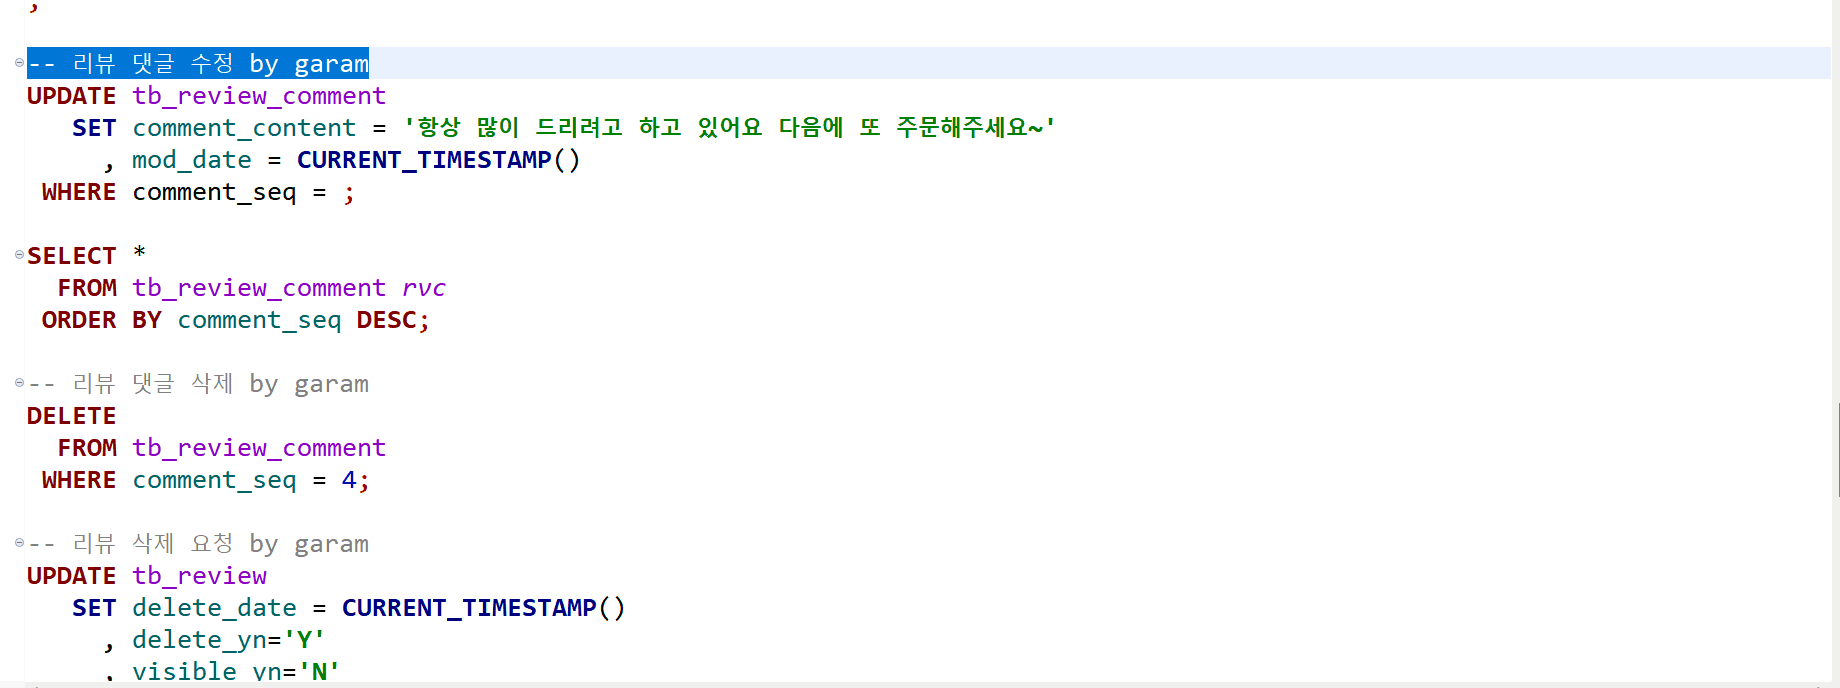 ;
-- 리뷰 댓글 수정 by garam
UPDATE tb_review_comment
SET comment_content = '항상 많이 드리려고 하고 있어요 다음에 또 주문해주세요~'
, mod_date = CURRENT_TIMESTAMP()
WHERE comment_seq = ;
SELECT *
FROM tb_review_comment rvc
ORDER BY comment_seq DESC;
-- 리뷰 댓글 삭제 by garam
DELETE
FROM tb_review_comment
WHERE comment_seq = 4;
-- 리뷰 삭제 요청 by garam
UPDATE tb_review
SET delete_date = CURRENT_TIMESTAMP()
, delete_yn='Y'
, visible_yn='N'